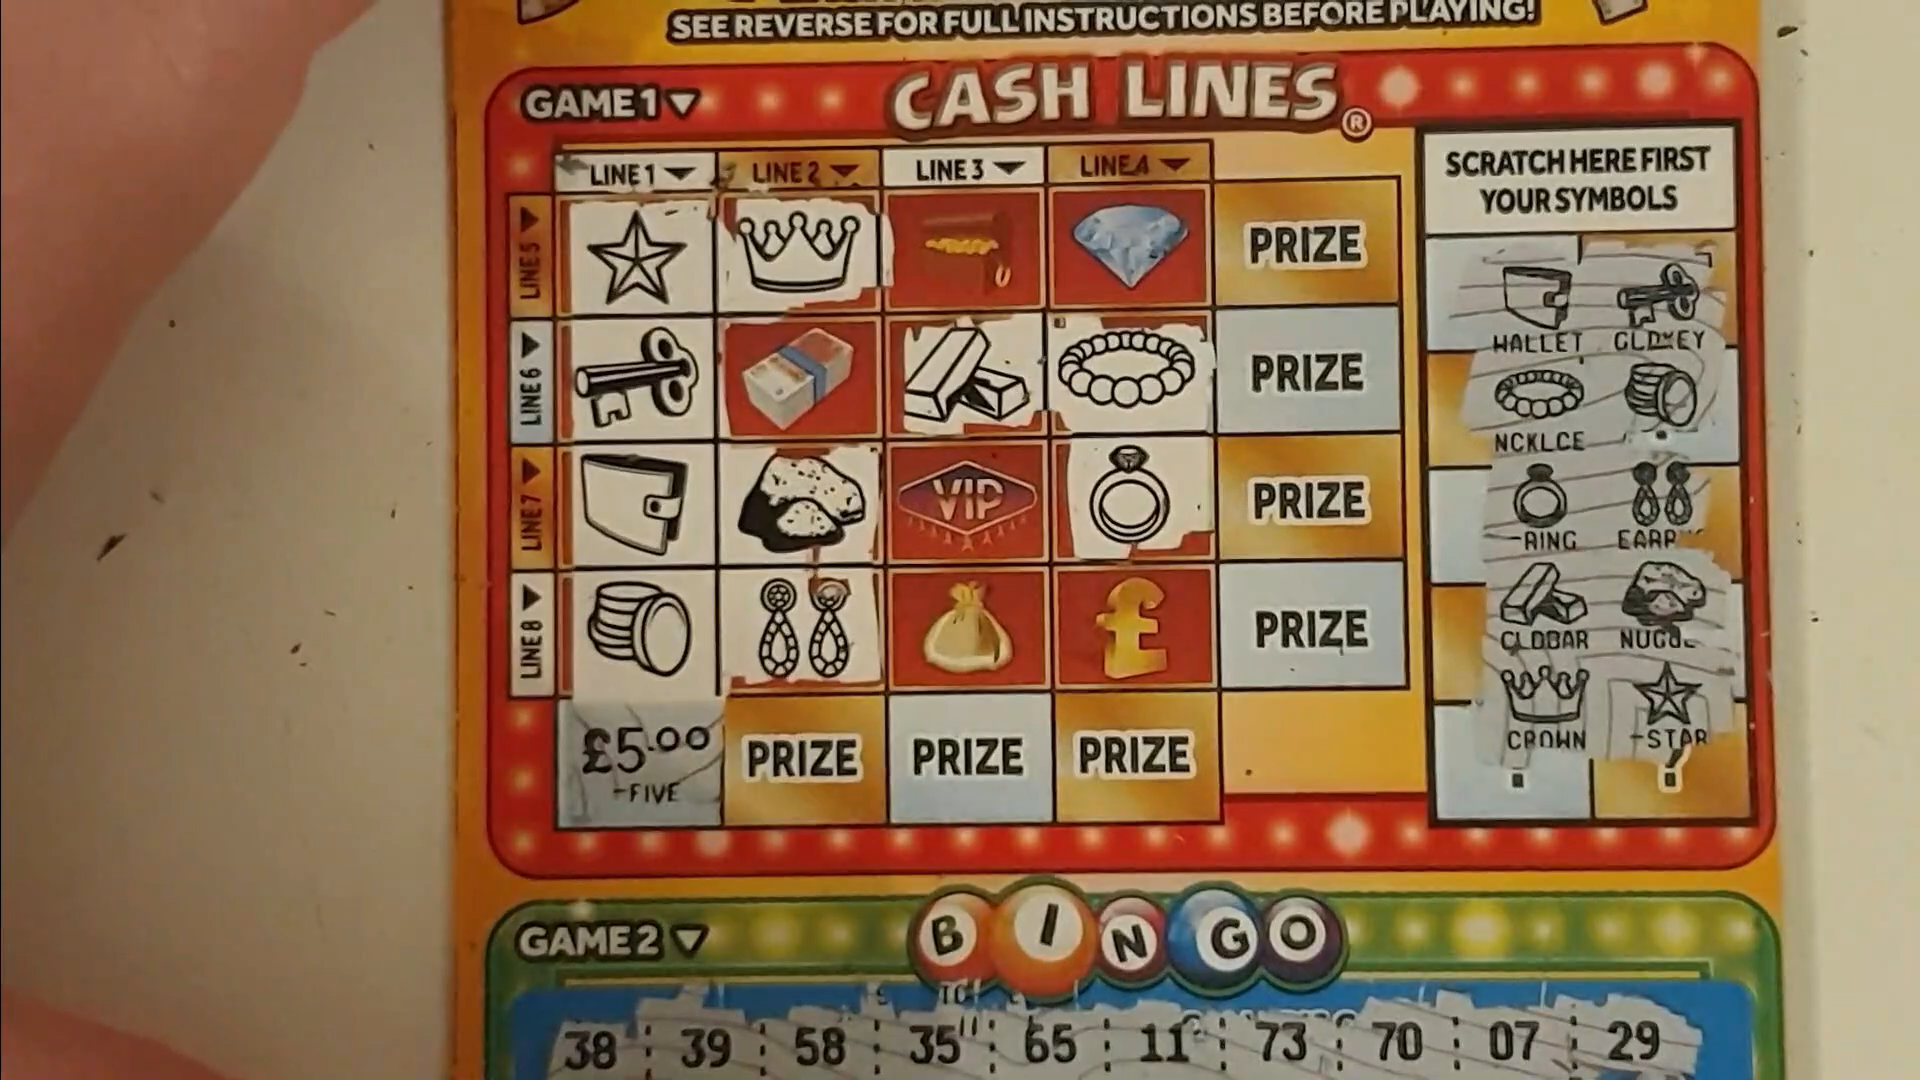 SEE REVERSE FOR FULL INSTRUCTIONS BEFORE PLAYING!
GAME 1
CASH LINES®
LINE 1 LINE 2 LINE 3 LINE 4
SCRATCH HERE FIRST
YOUR SYMBOLS
LINE 5
PRIZE
WALLET GLDKEY
LINE 6
PRIZE
NCKLCE
LINE 7
VIP
PRIZE
RING
GLDBAR
LINE 8
£
PRIZE
CROWN STAR
£5.00
FIVE
PRIZE PRIZE PRIZE
GAME 2
BINGO
38 39 58 35 65 11 73 70 07 29